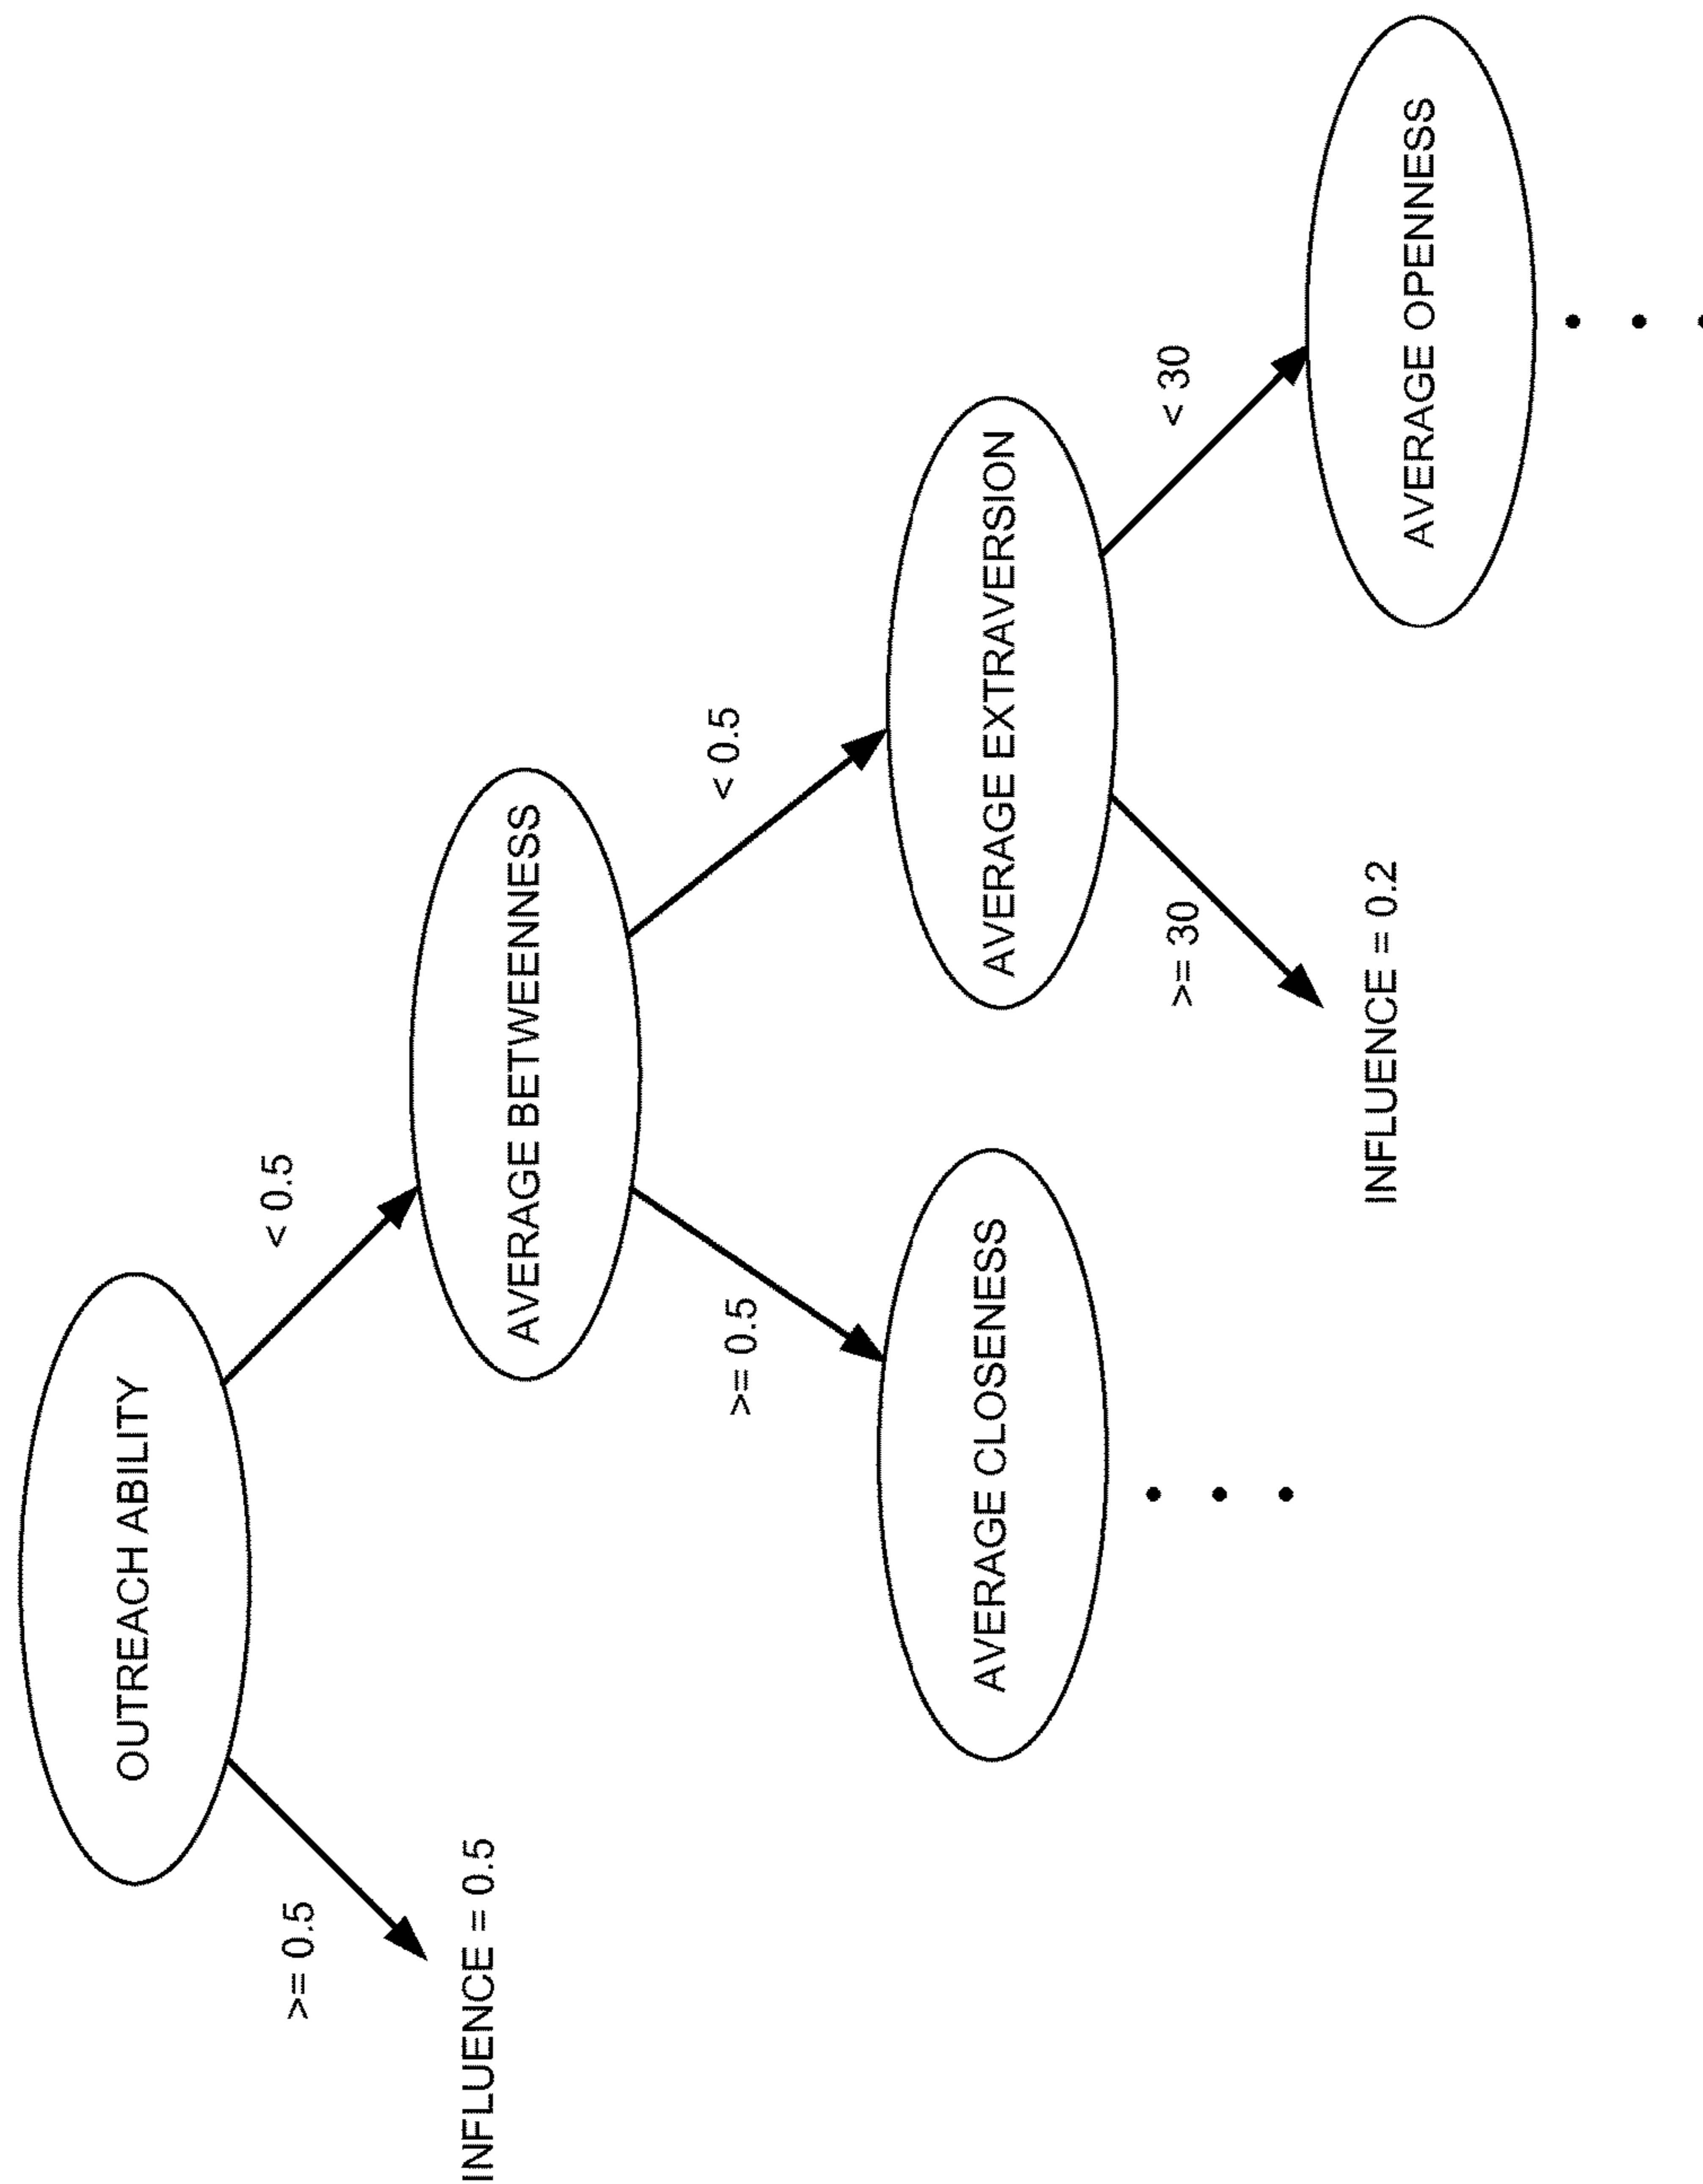 OUTREACH ABILITY
>= 0.5
< 0.5
INFLUENCE = 0.5
AVERAGE BETWEENNESS
>= 0.5
< 0.5
AVERAGE CLOSENESS
AVERAGE EXTRAVERSION
>= 30
< 30
INFLUENCE = 0.2
AVERAGE OPENNESS